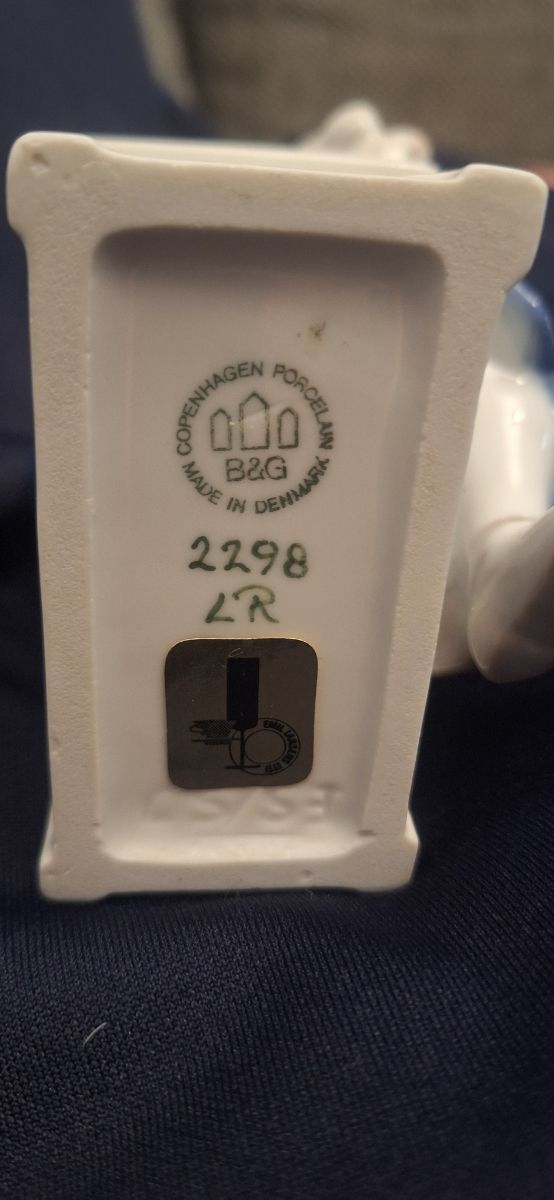 COPENHAGEN PORCELAIN
B&G
MADE IN DENMARK
2298
LR